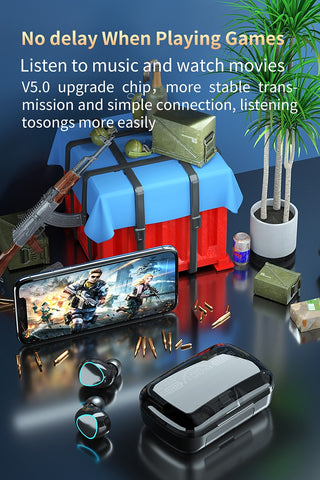 No delay When Playing Games
Listen to music and watch movies
V5.0 upgrade chip，more stable trans-
mission and simple connection, listening
tosongs more easily